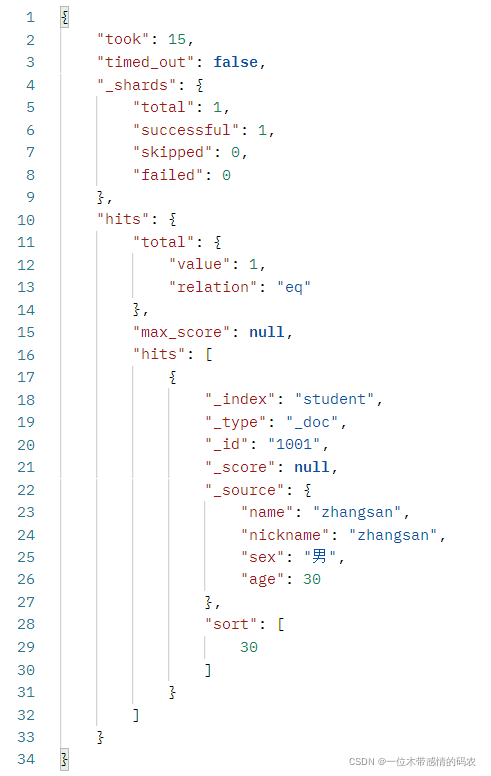 1 {
2 "took": 15,
3 "timed_out": false,
4 "_shards": {
5 "total": 1,
6 "successful": 1,
7 "skipped": 0,
8 "failed": 0
9 },
10 "hits": {
11 "total": {
12 "value": 1,
13 "relation": "eq"
14 },
15 "max_score": null,
16 "hits": [
17 {
18 "_index": "student",
19 "_type": "_doc",
20 "_id": "1001",
21 "_score": null,
22 "_source": {
23 "name": "zhangsan",
24 "nickname": "zhangsan",
25 "sex": "男",
26 "age": 30
27 },
28 "sort": [
29 30
30 ]
31 }
32 ]
33 }
34 }
CSDN @一位木带感情的码农